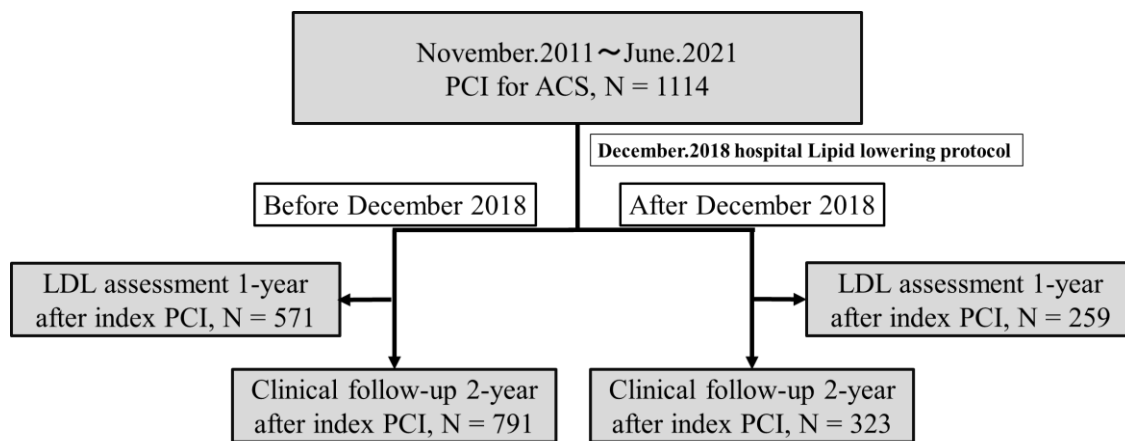 November.2011～June.2021
PCI for ACS, N = 1114
December.2018 hospital Lipid lowering protocol
Before December 2018
After December 2018
LDL assessment 1-year
after index PCI, N = 571
LDL assessment 1-year
after index PCI, N = 259
Clinical follow-up 2-year
after index PCI, N = 791
Clinical follow-up 2-year
after index PCI, N = 323